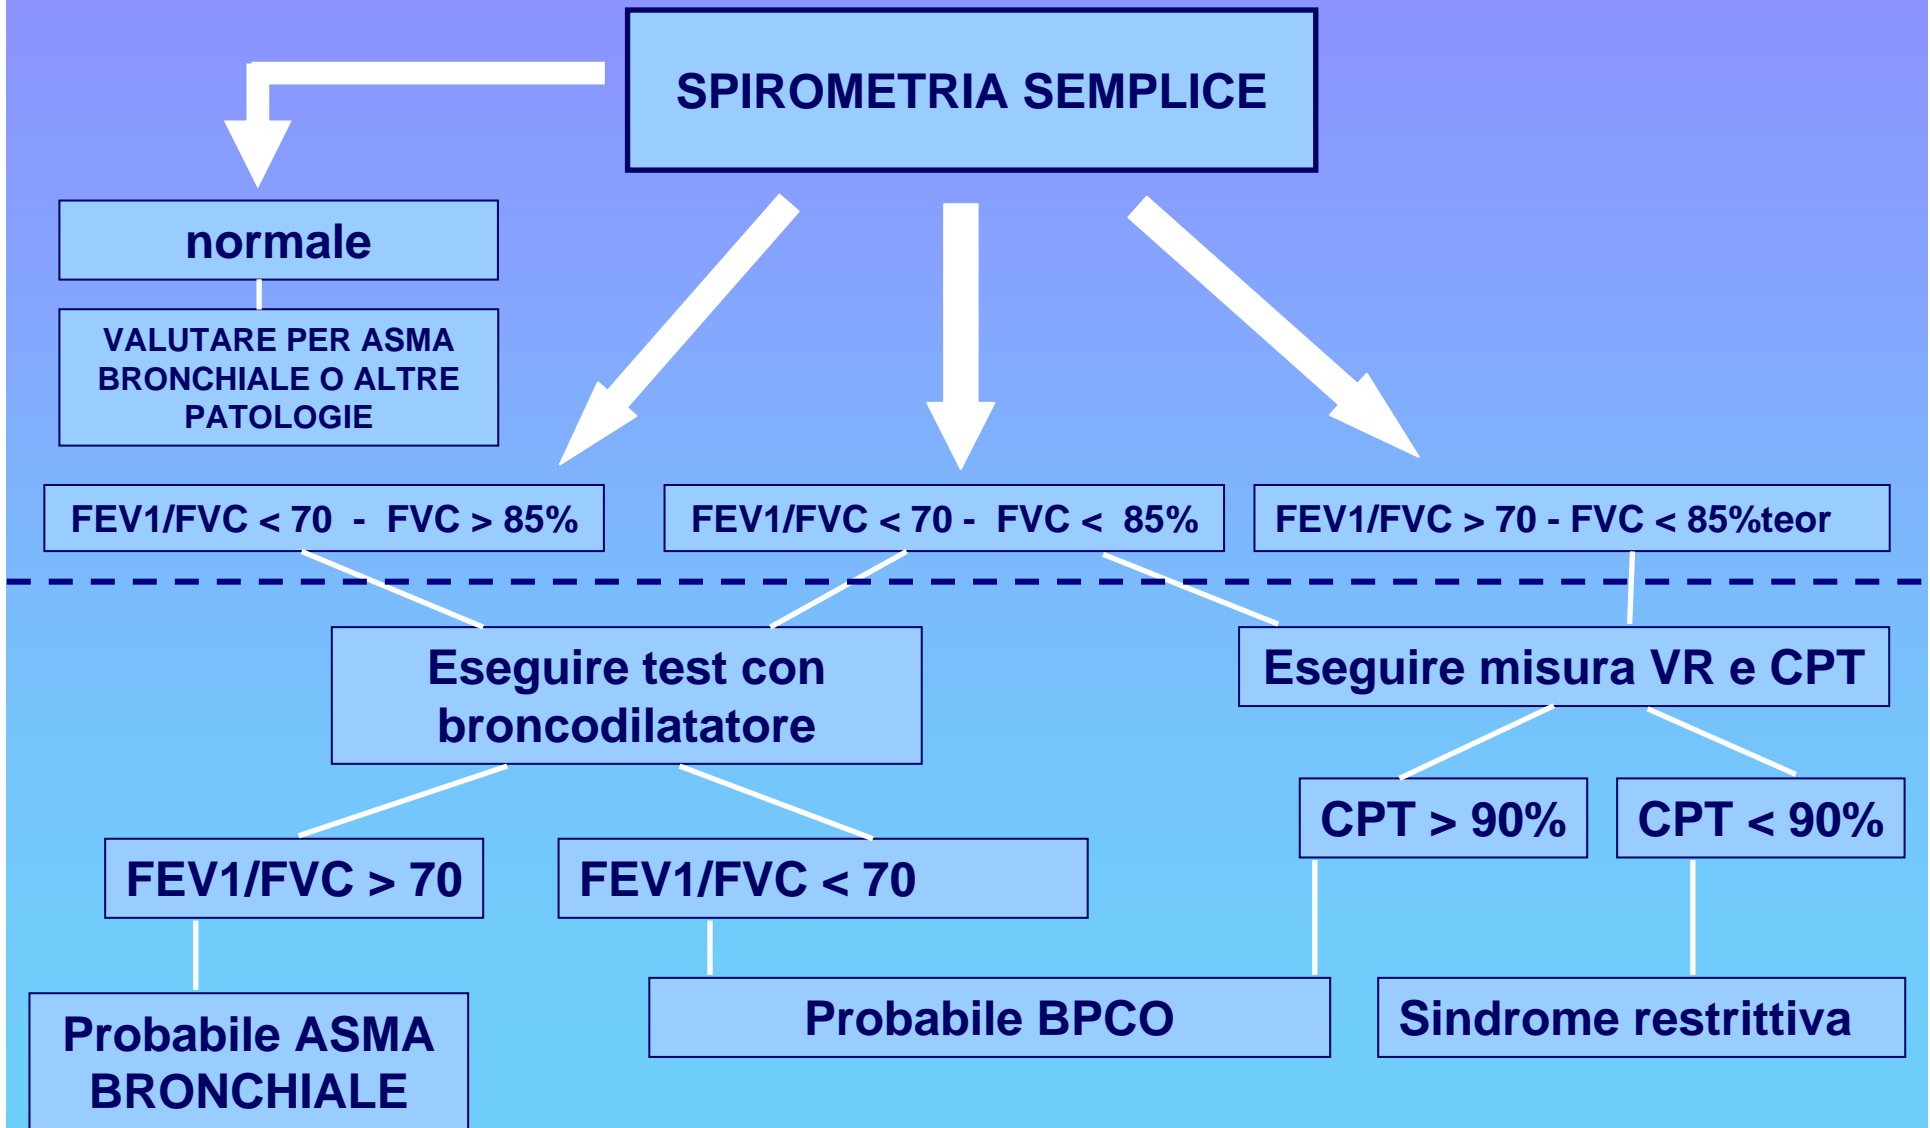 SPIROMETRIA SEMPLICE
normale
VALUTARE PER ASMA
BRONCHIALE O ALTRE
PATOLOGIE
FEV1/FVC < 70 - FVC > 85%
FEV1/FVC < 70 - FVC < 85%
FEV1/FVC > 70 - FVC < 85%teor
Eseguire test con
broncodilatatore
Eseguire misura VR e CPT
CPT > 90%
CPT < 90%
FEV1/FVC > 70
FEV1/FVC < 70
Probabile ASMA
BRONCHIALE
Probabile BPCO
Sindrome restrittiva